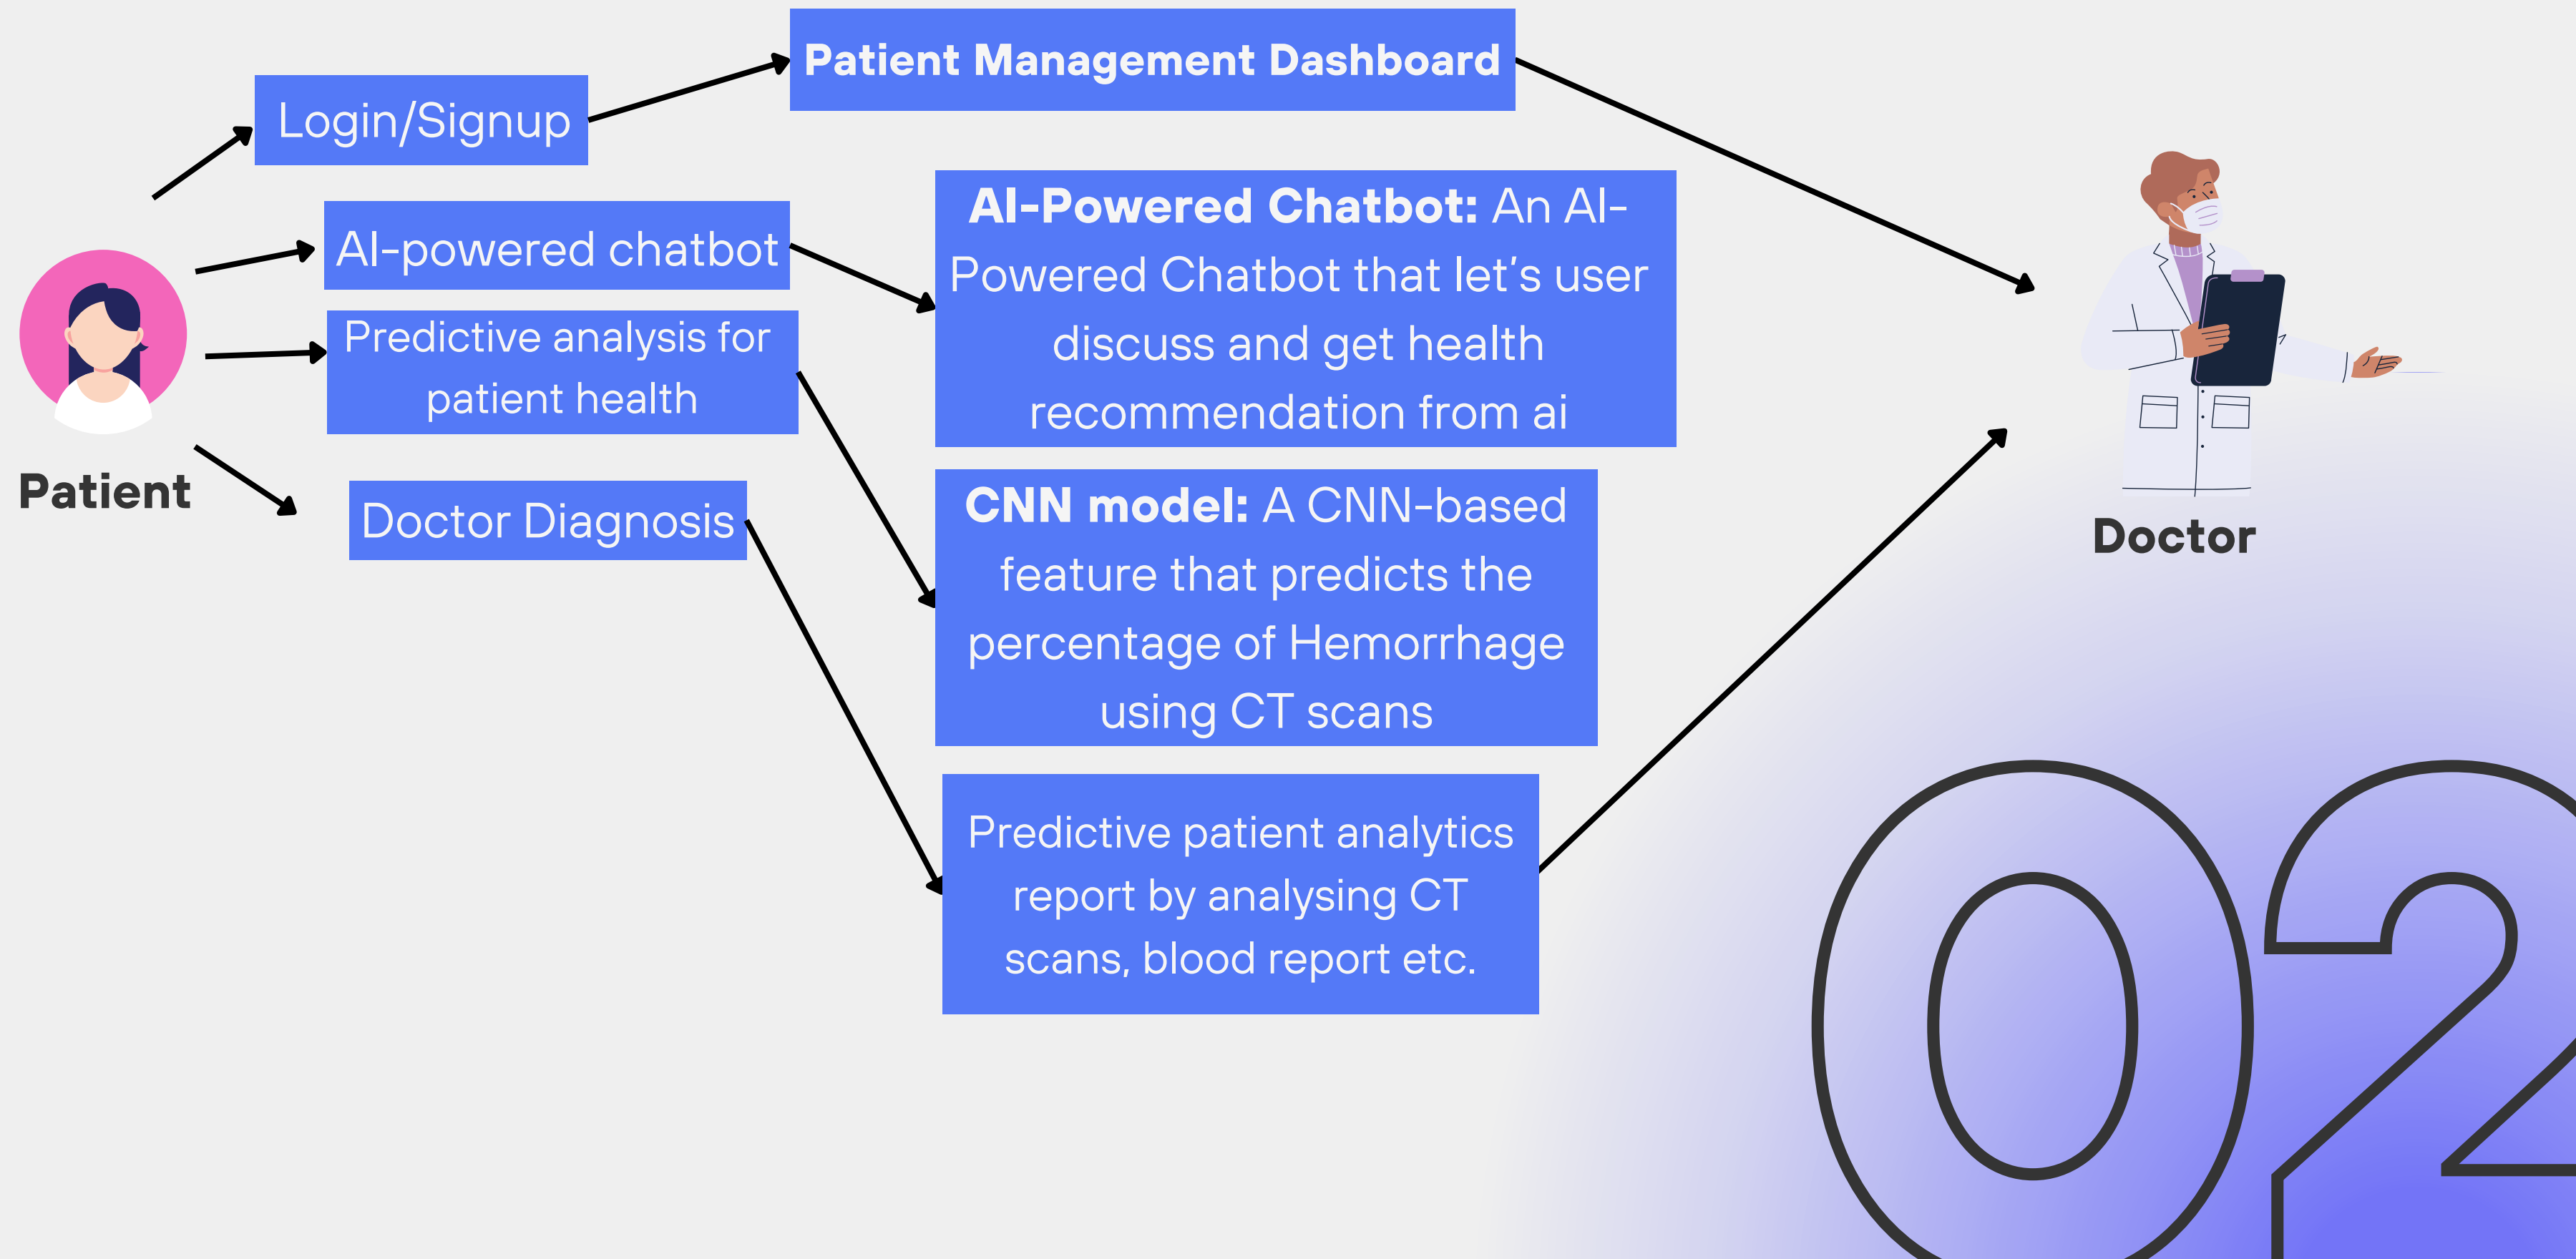 Patient Management Dashboard
Login/Signup
AI-powered chatbot
Predictive analysis for
patient health
Doctor Diagnosis
Patient
AI-Powered Chatbot: An AI-
Powered Chatbot that let's user
discuss and get health
recommendation from ai
CNN model: A CNN-based
feature that predicts the
percentage of Hemorrhage
using CT scans
Predictive patient analytics
report by analysing CT
scans, blood report etc.
Doctor
02